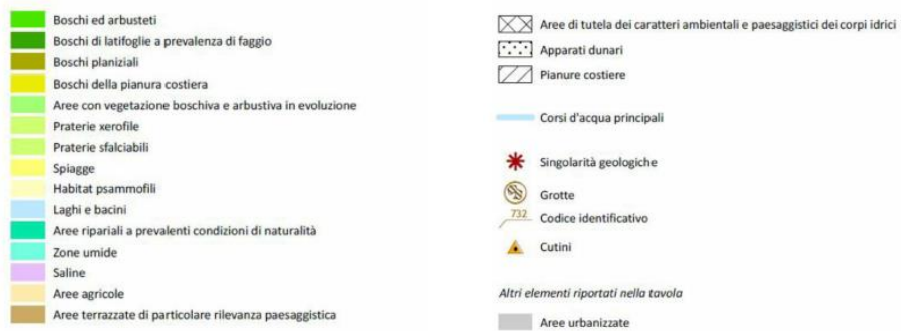 Boschi ed arbusteti
Boschi di latifoglie a prevalenza di faggio
Boschi planiziali
Boschi della pianura costiera
Aree con vegetazione boschiva e arbustiva in evoluzione
Praterie xerofile
Praterie sfalciabili
Spiagge
Habitat psammofili
Laghi e bacini
Aree ripariali a prevalenti condizioni di naturalità
Zone umide
Saline
Aree agricole
Aree terrazzate di particolare rilevanza paesaggistica
Aree di tutela dei caratteri ambientali e paesaggistici dei corpi idrici
Apparati dunari
Pianure costiere
Corsi d'acqua principali
Singolarità geologiche
Grotte
732 Codice identificativo
Cutini
Altri elementi riportati nella tavola
Aree urbanizzate